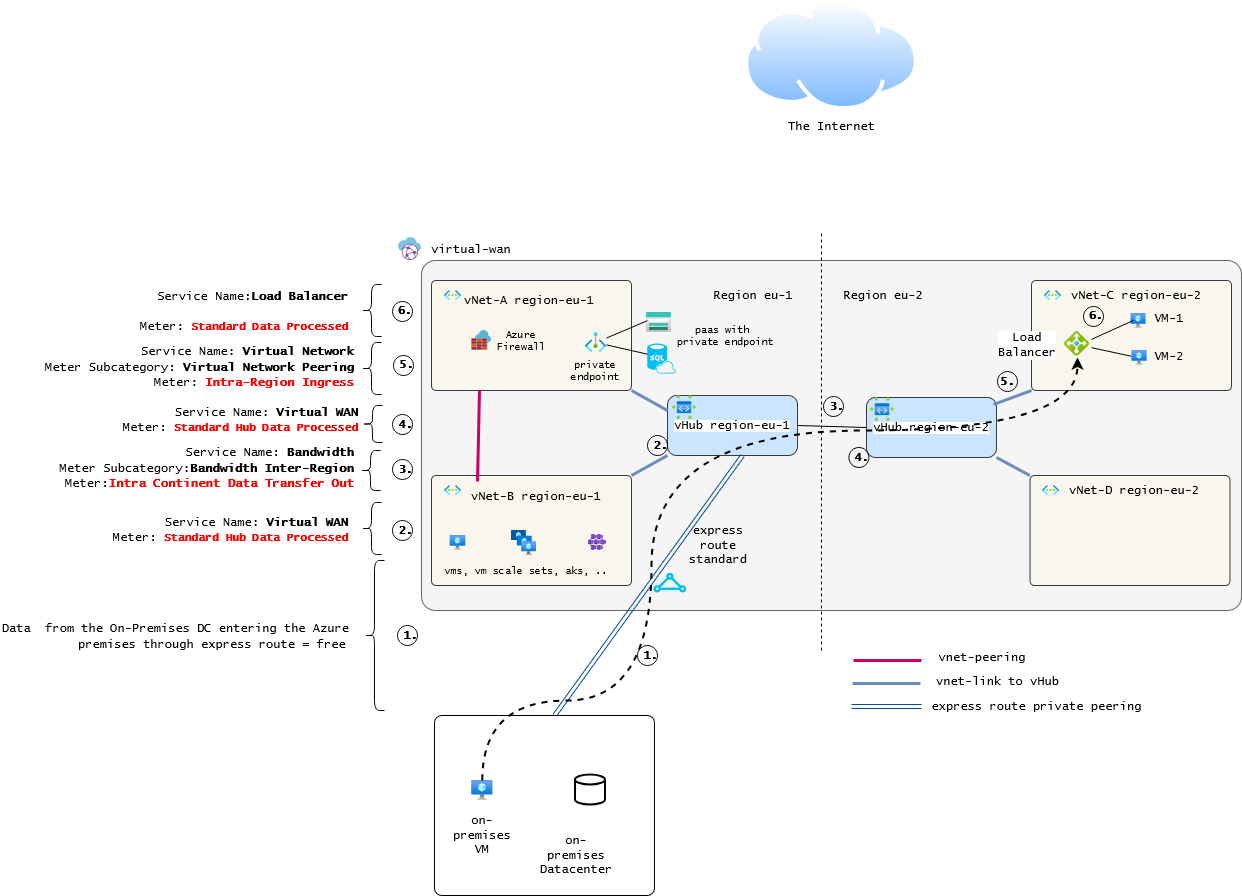 The Internet
virtual-wan
Service Name:Load Balancer
Meter: Standard Data Processed
6.
Service Name: Virtual Network
Meter Subcategory: Virtual Network Peering
Meter: Intra-Region Ingress
5.
Service Name: Virtual WAN
Meter: Standard Hub Data Processed
4.
Service Name: Bandwidth
Meter Subcategory:Bandwidth Inter-Region
Meter:Intra Continent Data Transfer Out
3.
Service Name: Virtual WAN
Meter: Standard Hub Data Processed
2.
Data from the On-Premises DC entering the Azure
premises through express route = free
1.
vNet-A region-eu-1
Azure
Firewall
private
endpoint
SQL
paas with
private endpoint
Region eu-1
Region eu-2
vNet-C region-eu-2
6.
VM-1
VM-2
Load
Balancer
5.
vHub region-eu-1
3.
vHub region-eu-2
4.
2.
vNet-B region-eu-1
vms, vm scale sets, aks, ..
vNet-D region-eu-2
express
route
standard
1.
vnet-peering
vnet-link to vHub
express route private peering
on-
premises
VM
on-
premises
Datacenter